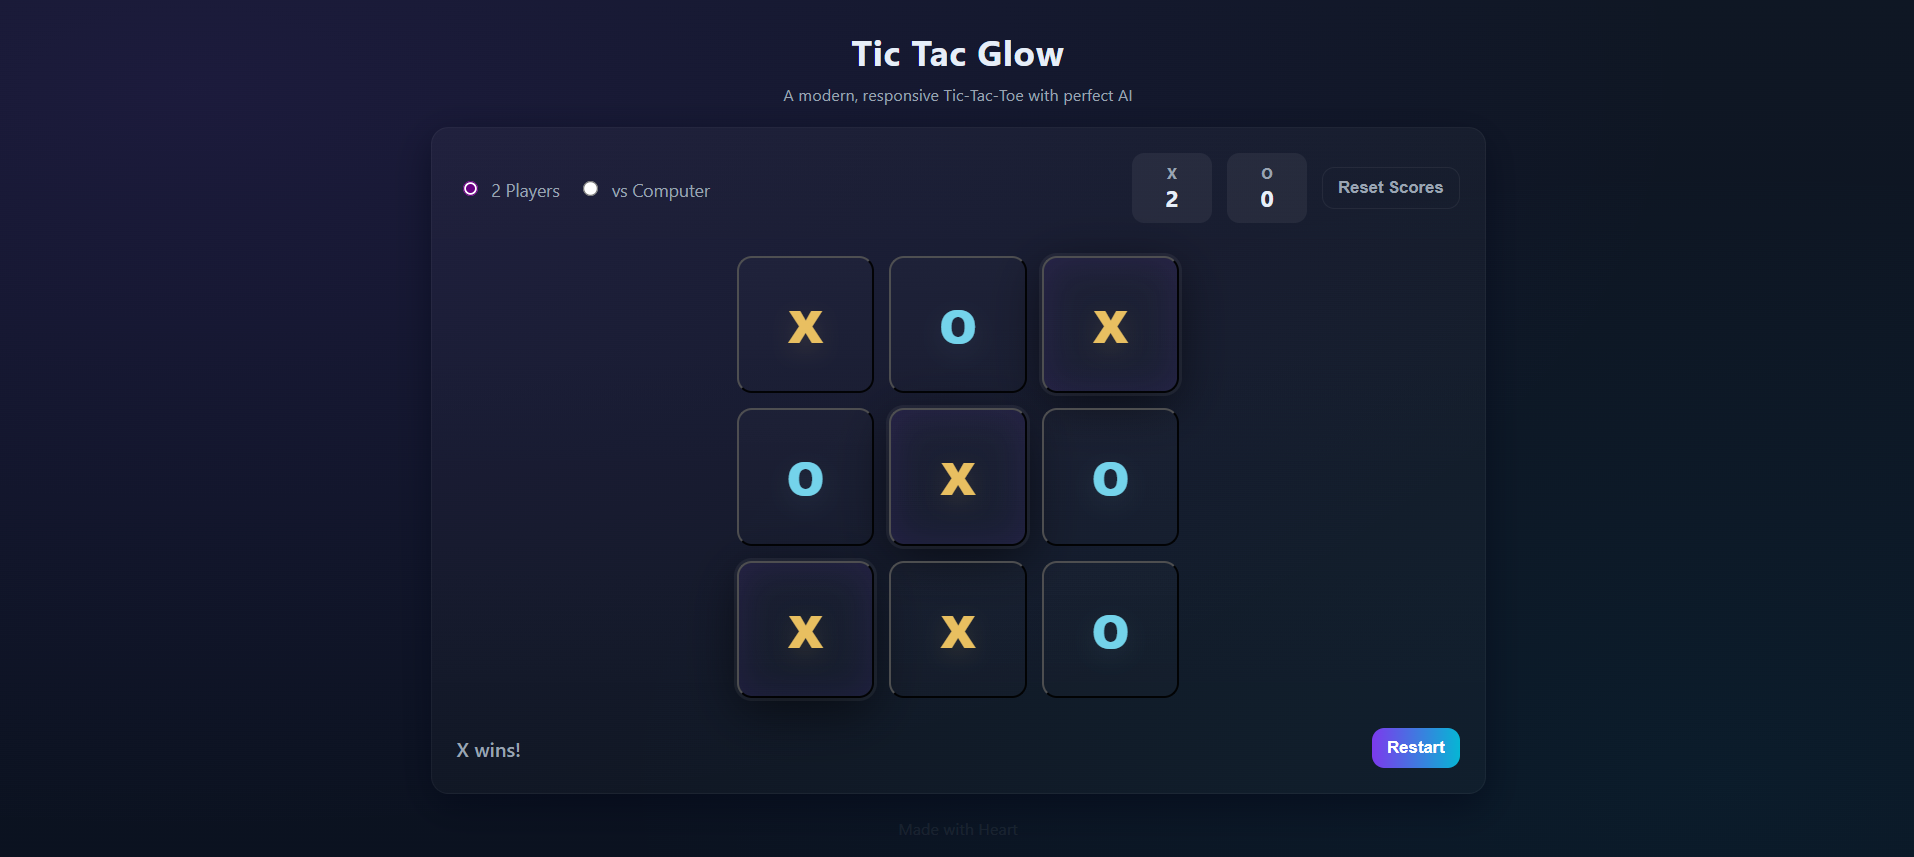 Tic Tac Glow
A modern, responsive Tic-Tac-Toe with perfect AI
2 Players vs Computer
X
2
O
0
Reset Scores
X O X
O X O
X X O
X wins!
Restart
Made with Heart